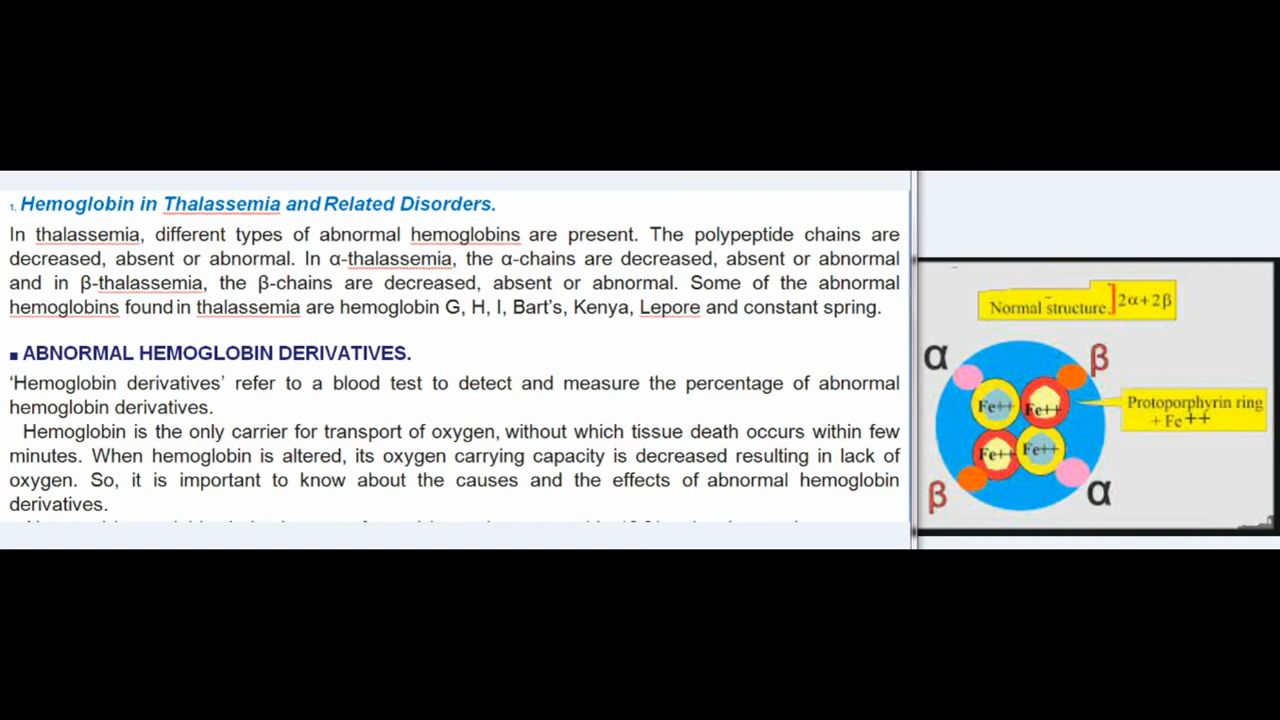 1. Hemoglobin in Thalassemia and Related Disorders.
In thalassemia, different types of abnormal hemoglobins are present. The polypeptide chains are
decreased, absent or abnormal. In α-thalassemia, the α-chains are decreased, absent or abnormal
and in β-thalassemia, the β-chains are decreased, absent or abnormal. Some of the abnormal
hemoglobins found in thalassemia are hemoglobin G, H, I, Bart’s, Kenya, Lepore and constant spring.
■ ABNORMAL HEMOGLOBIN DERIVATIVES.
‘Hemoglobin derivatives’ refer to a blood test to detect and measure the percentage of abnormal
hemoglobin derivatives.
Hemoglobin is the only carrier for transport of oxygen, without which tissue death occurs within few
minutes. When hemoglobin is altered, its oxygen carrying capacity is decreased resulting in lack of
oxygen. So, it is important to know about the causes and the effects of abnormal hemoglobin
derivatives.
Normal structure ] 2α+2β
α
β
Fe++
Fe++
Protoporphyrin ring
+ Fe ++
Fe++
Fe++
β
α